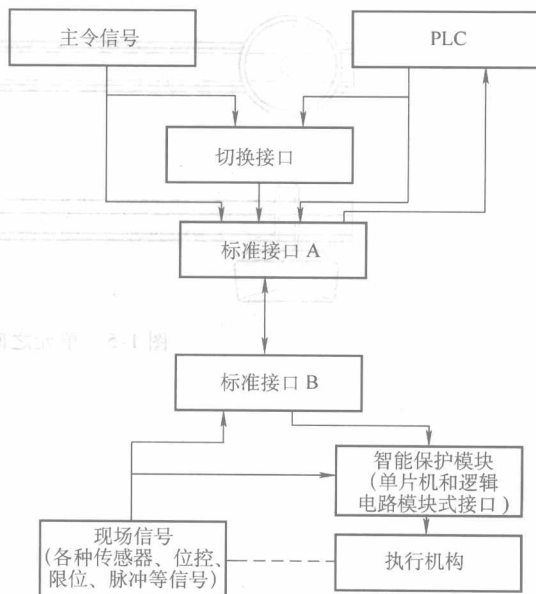 主令信号
PLC
切换接口
标准接口 A
标准接口 B
智能保护模块
(单片机和逻辑
电路模块式接口)
现场信号
(各种传感器、位控、
限位、脉冲等信号)
执行机构